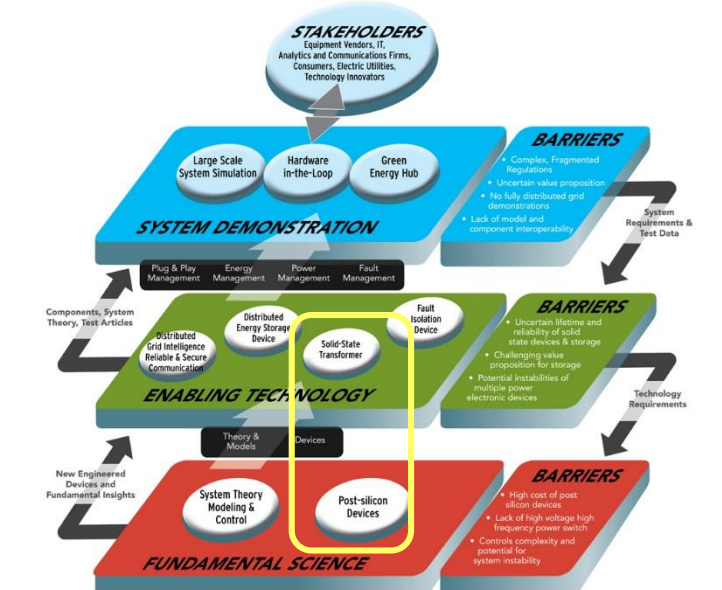 STAKEHOLDERS
Equipment Vendors, IT,
Analytics and Communications Firms,
Consumers, Electric Utilities,
Technology Innovators
Large Scale
System Simulation
Hardware
in-the-Loop
Green
Energy Hub
SYSTEM DEMONSTRATION
BARRIERS
• Complex, Fragmented
Regulations
• Uncertain value proposition
• No fully distributed grid
demonstrations
• Lack of model and
component interoperability
System
Requirements &
Test Data
Plug & Play
Management
Energy
Management
Power
Management
Fault
Management
Components, System
Theory, Test Articles
Distributed
Grid Intelligence
Reliable & Secure
Communication
Distributed
Energy Storage
Device
Solid-State
Transformer
Fault
Isolation
Device
ENABLING TECHNOLOGY
BARRIERS
• Uncertain lifetime and
reliability of solid
state devices & storage
• Challenging value
proposition for storage
• Potential instabilities of
multiple power
electronic devices
Technology
Requirements
Theory &
Models
Devices
New Engineered
Devices and
Fundamental Insights
System Theory
Modeling &
Control
Post-silicon
Devices
FUNDAMENTAL SCIENCE
BARRIERS
• High cost of post
silicon devices
• Lack of high voltage high
frequency power switch
• Controls complexity and
potential for
system instability